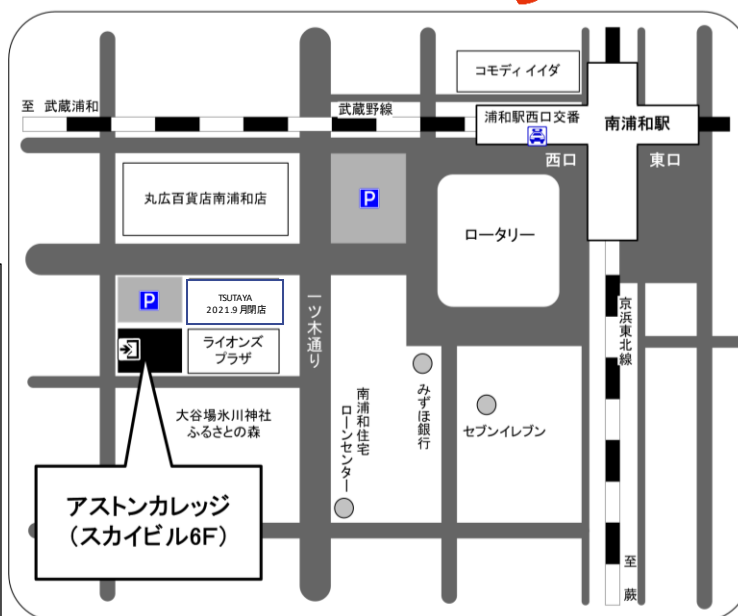 コモディ イイダ
至 武蔵浦和
武蔵野線
浦和駅西口交番
南浦和駅
西口
東口
丸広百貨店南浦和店
P
ロータリー
P
TSUTAYA
2021.9月閉店
一ツ木通り
京浜東北線
ライオンズ
プラザ
大谷場氷川神社
ふるさとの森
南浦和住宅
ローンセンター
みずほ銀行
セブンイレブン
アストンカレッジ
(スカイビル6F)
至
蕨